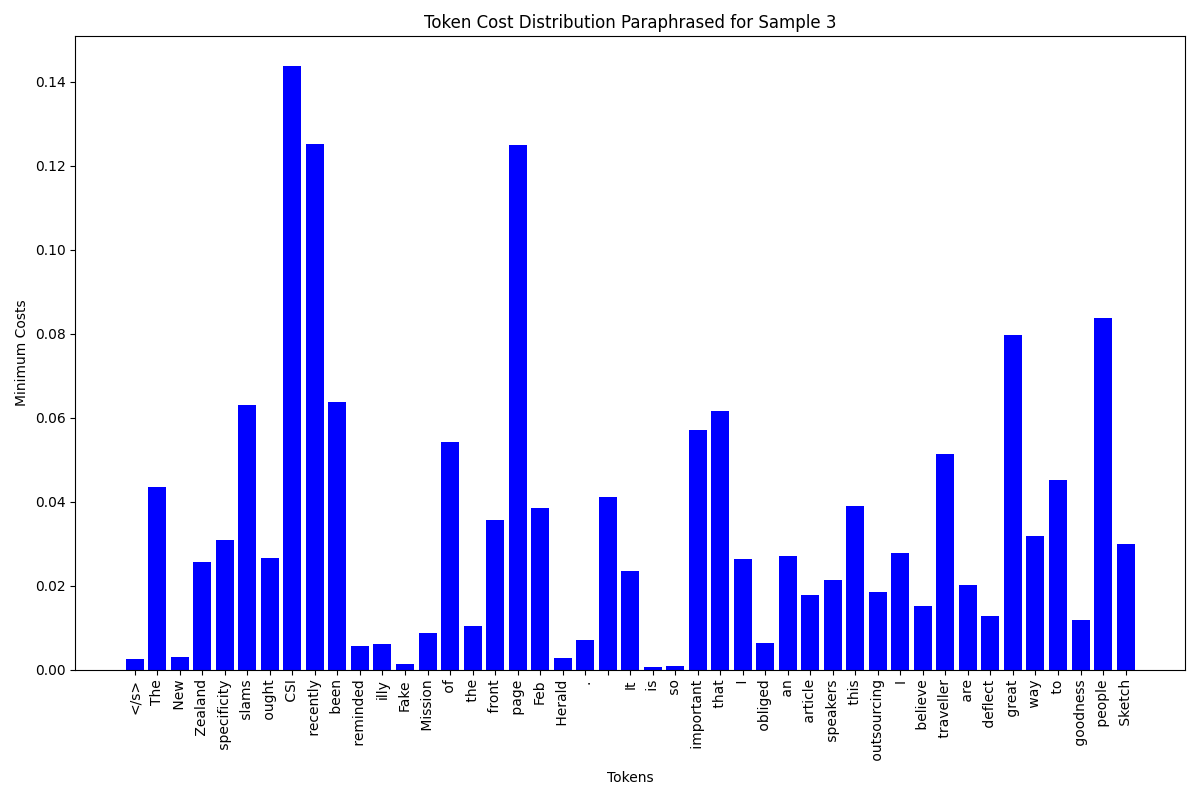 Token Cost Distribution Paraphrased for Sample 3
Minimum Costs
0.14
0.12
0.10
0.08
0.06
0.04
0.02
0.00
</s>
The
New
Zealand
specificity
slams
ought
CSI
recently
been
reminded
illy
Fake
Mission
of
the
front
page
Feb
Herald
.
It
is
so
important
that
I
obliged
an
article
speakers
this
outsourcing
I
believe
traveller
are
deflect
great
way
to
goodness
people
Sketch
Tokens